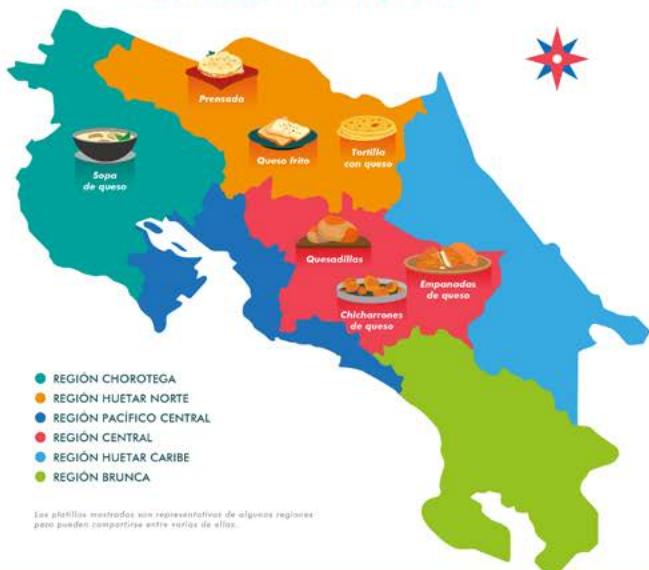 Prensada
Queso frito
Tortilla
con queso
Sopa
de queso
Quesadillas
Empanadas
de queso
Chicharrones
de queso
REGIÓN CHOROTEGA
REGIÓN HUETAR NORTE
REGIÓN PACÍFICO CENTRAL
REGIÓN CENTRAL
REGIÓN HUETAR CARIBE
REGIÓN BRUNCA
Los platillos mostrados son representativos de algunas regiones
pero pueden compartirse entre varias de ellas.